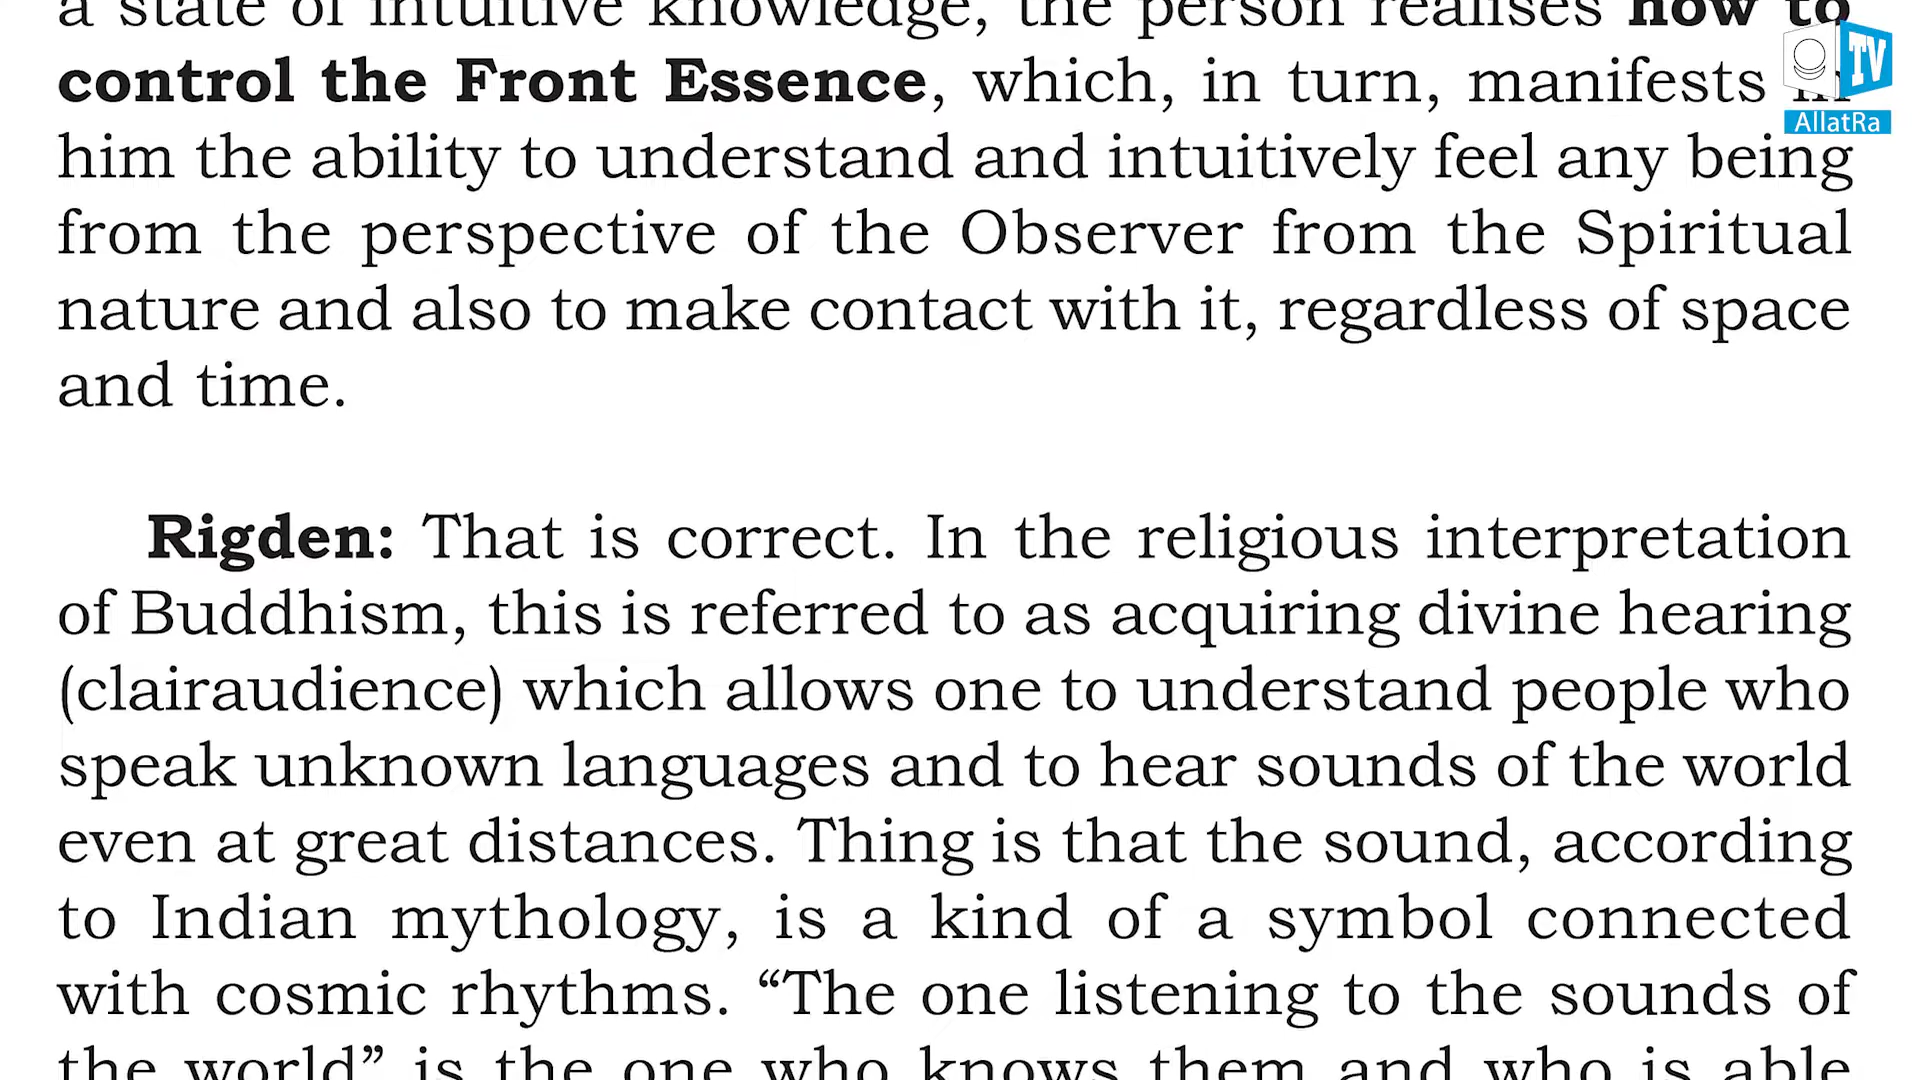 a state of intuitive knowledge, the person realises how to
control the Front Essence, which, in turn, manifests in
him the ability to understand and intuitively feel any being
from the perspective of the Observer from the Spiritual
nature and also to make contact with it, regardless of space
and time.
Rigden: That is correct. In the religious interpretation
of Buddhism, this is referred to as acquiring divine hearing
(clairaudience) which allows one to understand people who
speak unknown languages and to hear sounds of the world
even at great distances. Thing is that the sound, according
to Indian mythology, is a kind of a symbol connected
with cosmic rhythms. “The one listening to the sounds of
the world” is the one who knows them and who is able
TV
AllatRa